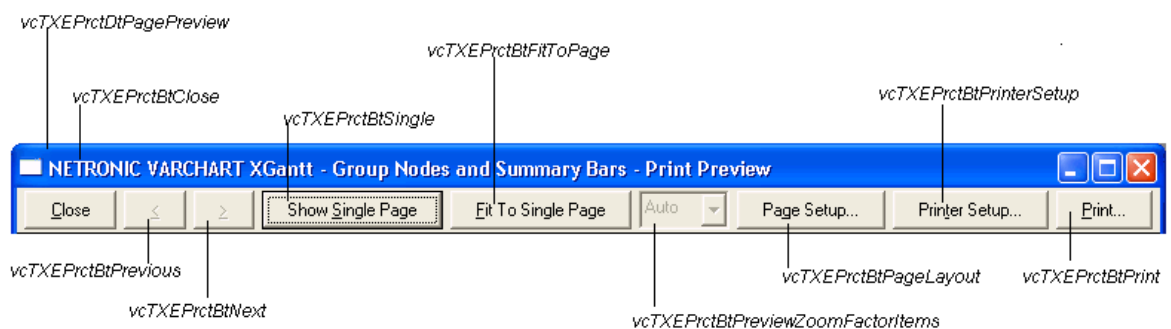 vcTXEPrctDtPagePreview
vcTXEPrctBtFitToPage
vcTXEPrctBtClose
vcTXEPrctBtPrinterSetup
vcTXEPrctBtSingle
NETRONIC VARCHART XGantt - Group Nodes and Summary Bars - Print Preview
Close < > Show Single Page Fit To Single Page Auto Page Setup... Printer Setup... Print...
vcTXEPrctBtPrevious
vcTXEPrctBtPageLayout
vcTXEPrctBtPrint
vcTXEPrctBtNext
vcTXEPrctBtPreviewZoomFactorItems